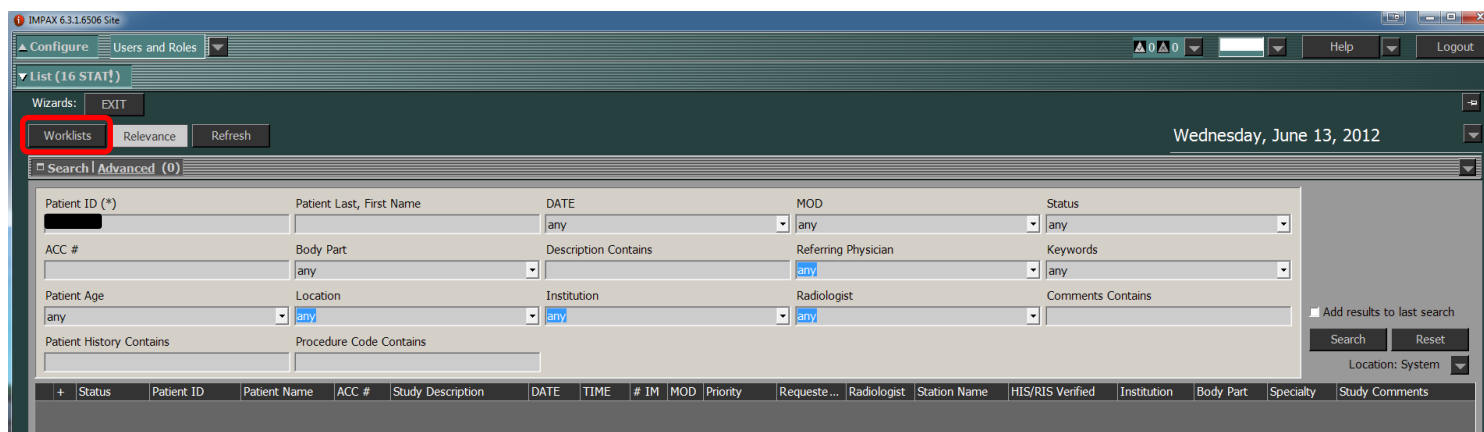 IMPAX 6.3.1.6506 Site
Configure Users and Roles 0 0 Help Logout
List (16 STAT!)
Wizards: EXIT
Worklists Relevance Refresh Wednesday, June 13, 2012
Search | Advanced (0)
Patient ID (*) Patient Last, First Name DATE MOD Status
any any any
ACC # Body Part Description Contains Referring Physician Keywords
any any any
Patient Age Location Institution Radiologist Comments Contains
any any any any
Add results to last search
Patient History Contains Procedure Code Contains Search Reset
Location: System
+ Status Patient ID Patient Name ACC # Study Description DATE TIME # IM MOD Priority Requeste... Radiologist Station Name HIS/RIS Verified Institution Body Part Specialty Study Comments